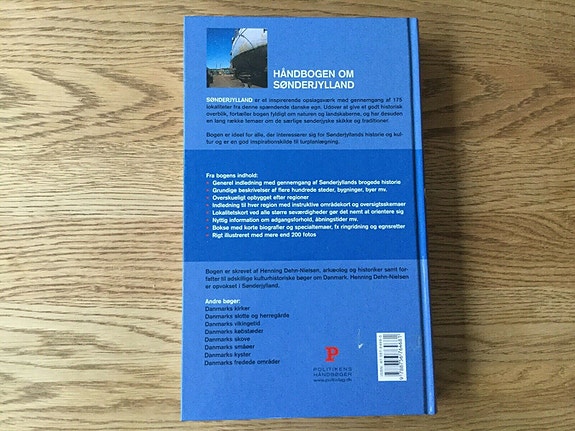 HÅNDBOGEN OM
SØNDERJYLLAND
SØNDERJYLLAND er et inspirerende opslagsværk med gennemgang af 175
lokaliteter fra denne spændende danske egn. Udover at give et godt historisk
overblik, fortæller bogen fyldigt om naturen og landskaberne, og har desuden
en lang række temaer om de særlige sønderjyske skikke og traditioner.
Bogen er ideel for alle, der interesserer sig for Sønderjyllands historie og kul-
tur og er en god inspirationskilde til turplanlægning.
Fra bogens indhold:
• Generel indledning med gennemgang af Sønderjyllands brogede historie
• Grundige beskrivelser af flere hundrede steder, bygninger, byer mv.
• Overskueligt opbygget efter regioner
• Indledning til hver region med instruktive områdekort og oversigtsskemaer
• Lokalitetskort ved alle større seværdigheder gør det nemt at orientere sig
• Nyttig information om adgangsforhold, åbningstider mv.
• Bokse med korte biografier og specialtemaer, fx ringridning og egnsretter
• Rigt illustreret med mere end 200 fotos
Bogen er skrevet af Henning Dehn-Nielsen, arkæolog og historiker samt for-
fatter til adskillige kulturhistoriske bøger om Danmark. Henning Dehn-Nielsen
er opvokset i Sønderjylland.
Andre bøger:
Danmarks kirker
Danmarks slotte og herregårde
Danmarks vikingetid
Danmarks købstæder
Danmarks skove
Danmarks småøer
Danmarks kyster
Danmarks fredede områder
P
POLITIKENS
HÅNDBØGER
www.polforlag.dk